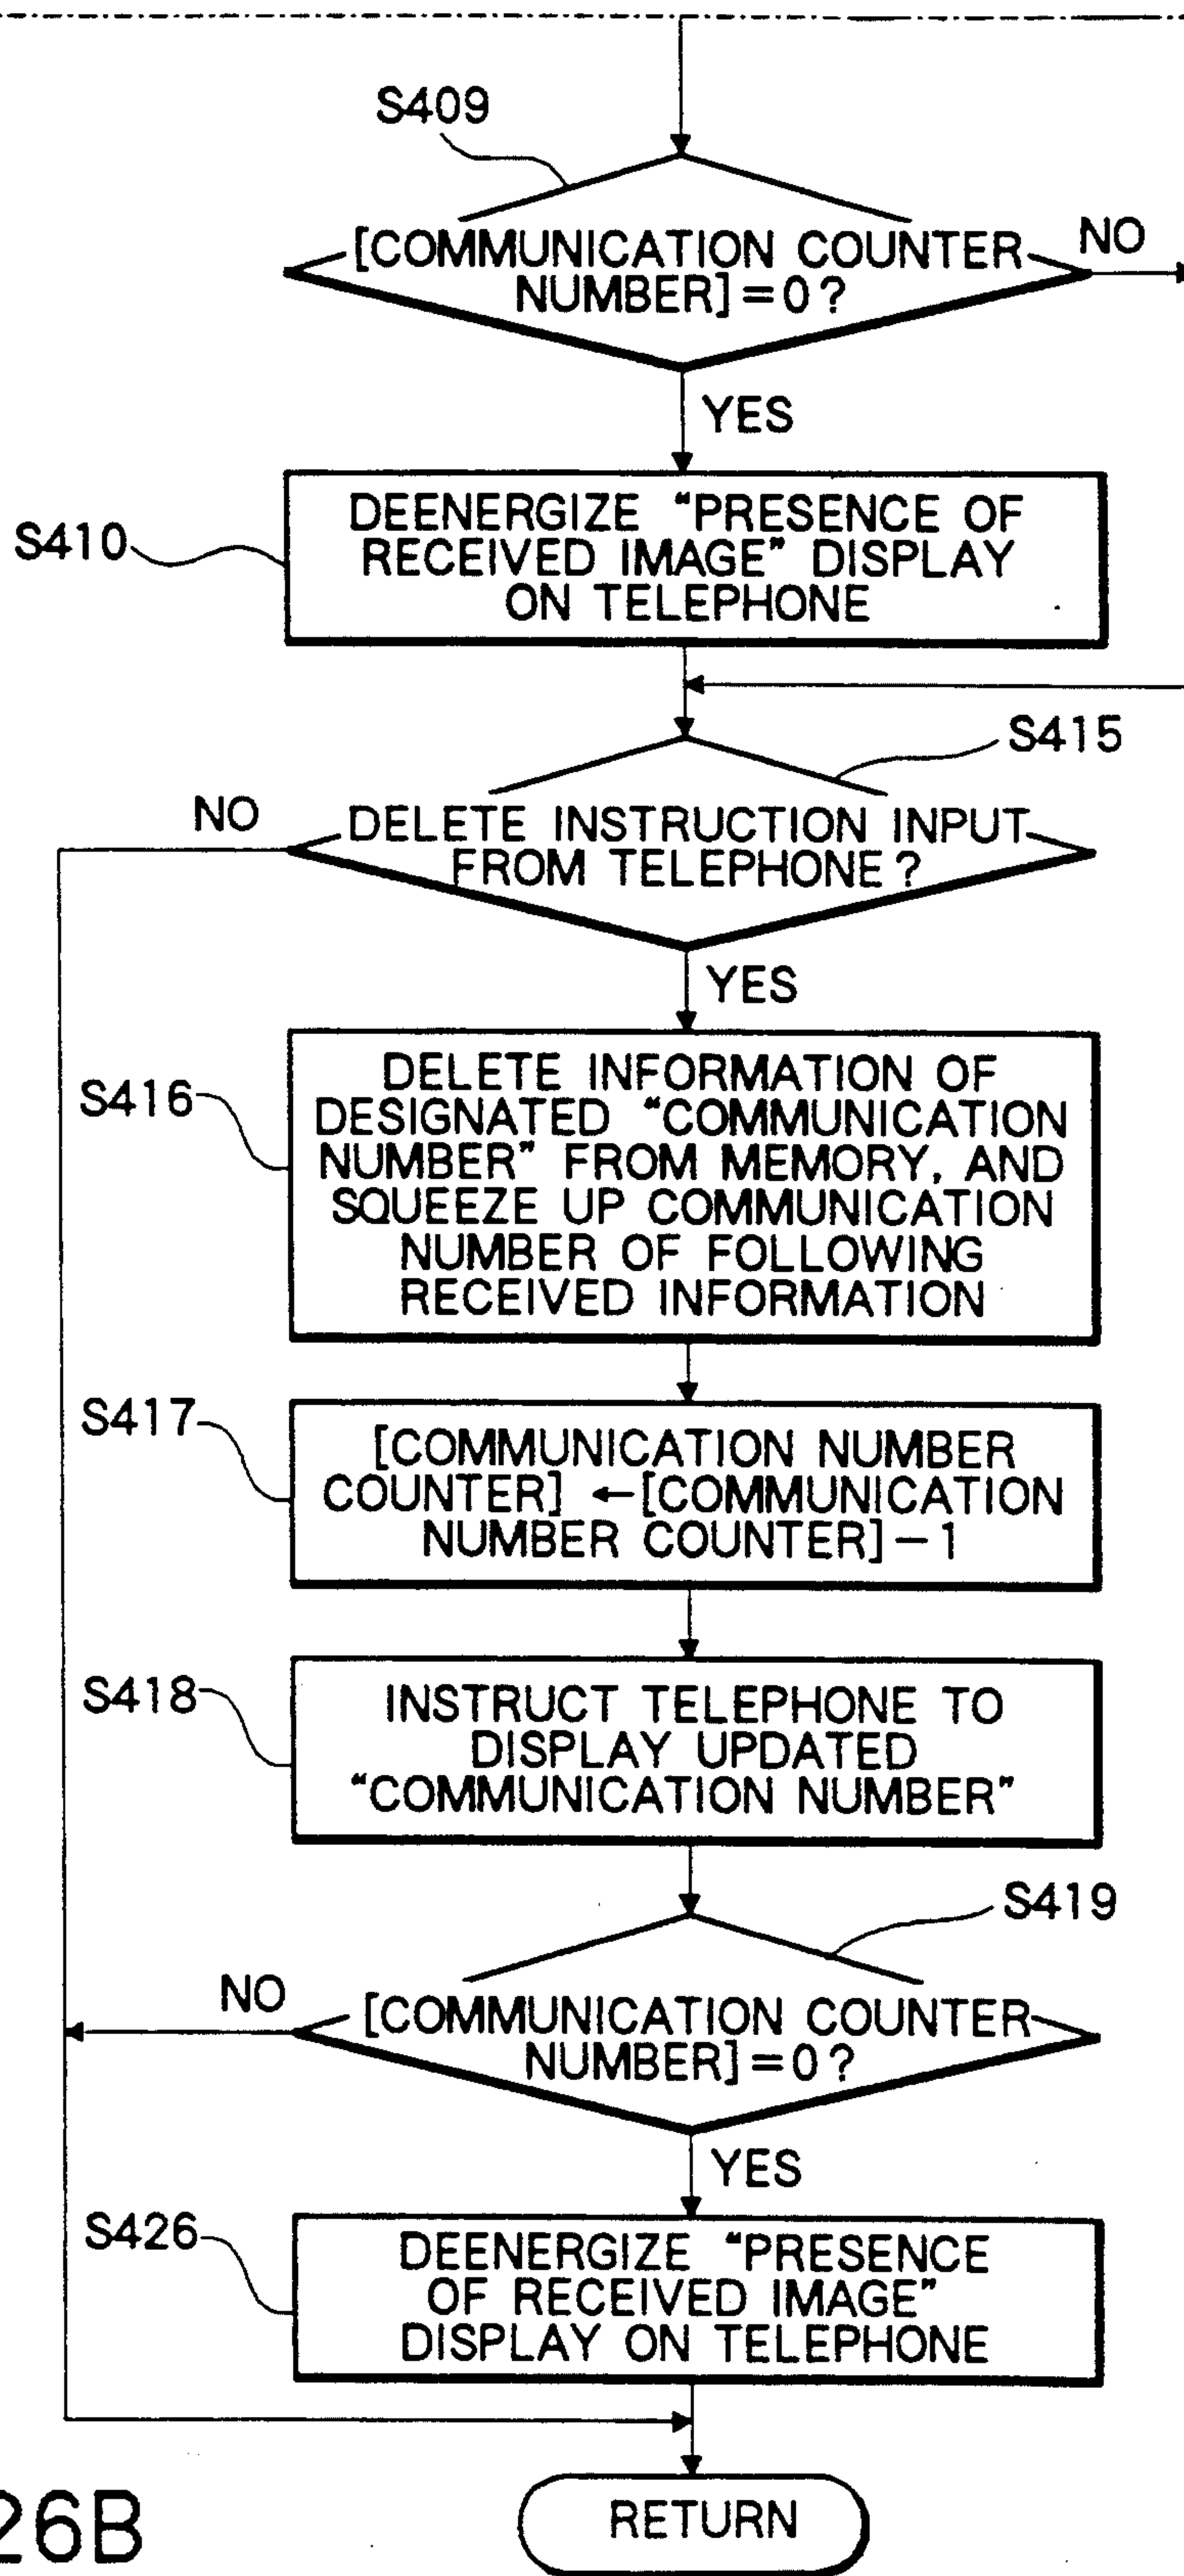 S409
[COMMUNICATION COUNTER
NUMBER]=0?
NO
YES
S410
DEENERGIZE "PRESENCE OF
RECEIVED IMAGE" DISPLAY
ON TELEPHONE
S415
NO
DELETE INSTRUCTION INPUT
FROM TELEPHONE?
YES
S416
DELETE INFORMATION OF
DESIGNATED "COMMUNICATION
NUMBER" FROM MEMORY, AND
SQUEEZE UP COMMUNICATION
NUMBER OF FOLLOWING
RECEIVED INFORMATION
S417
[COMMUNICATION NUMBER
COUNTER] ←[COMMUNICATION
NUMBER COUNTER]-1
S418
INSTRUCT TELEPHONE TO
DISPLAY UPDATED
"COMMUNICATION NUMBER"
S419
NO
[COMMUNICATION COUNTER
NUMBER]=0?
YES
S426
DEENERGIZE "PRESENCE
OF RECEIVED IMAGE"
DISPLAY ON TELEPHONE
26B
RETURN